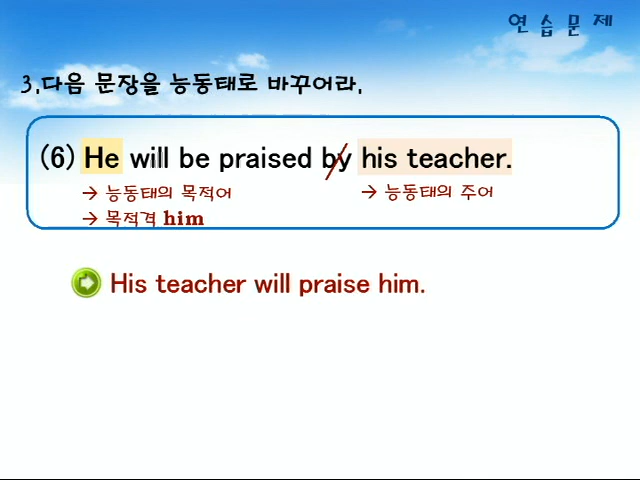 연 습 문 제
3.다음 문장을 능동태로 바꾸어라.
(6) He will be praised by his teacher.
→ 능동태의 목적어 → 능동태의 주어
→ 목적격 him
His teacher will praise him.